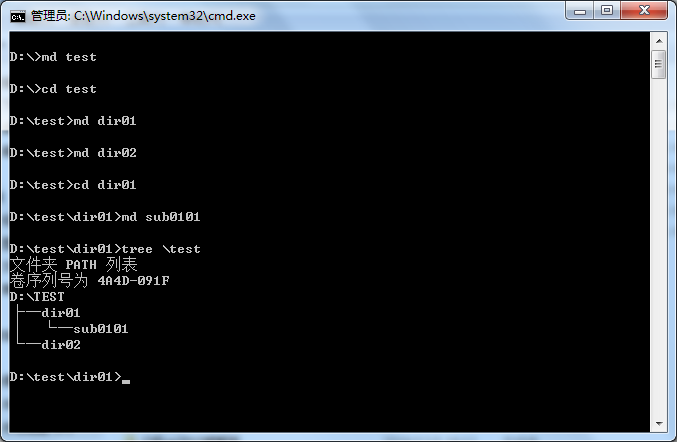 管理员: C:\Windows\system32\cmd.exe
D:\>md test
D:\>cd test
D:\test>md dir01
D:\test>md dir02
D:\test>cd dir01
D:\test\dir01>md sub0101
D:\test\dir01>tree \test
文件夹 PATH 列表
卷序列号为 4A4D-091F
D:\TEST
├──dir01
│   └──sub0101
└──dir02
D:\test\dir01>